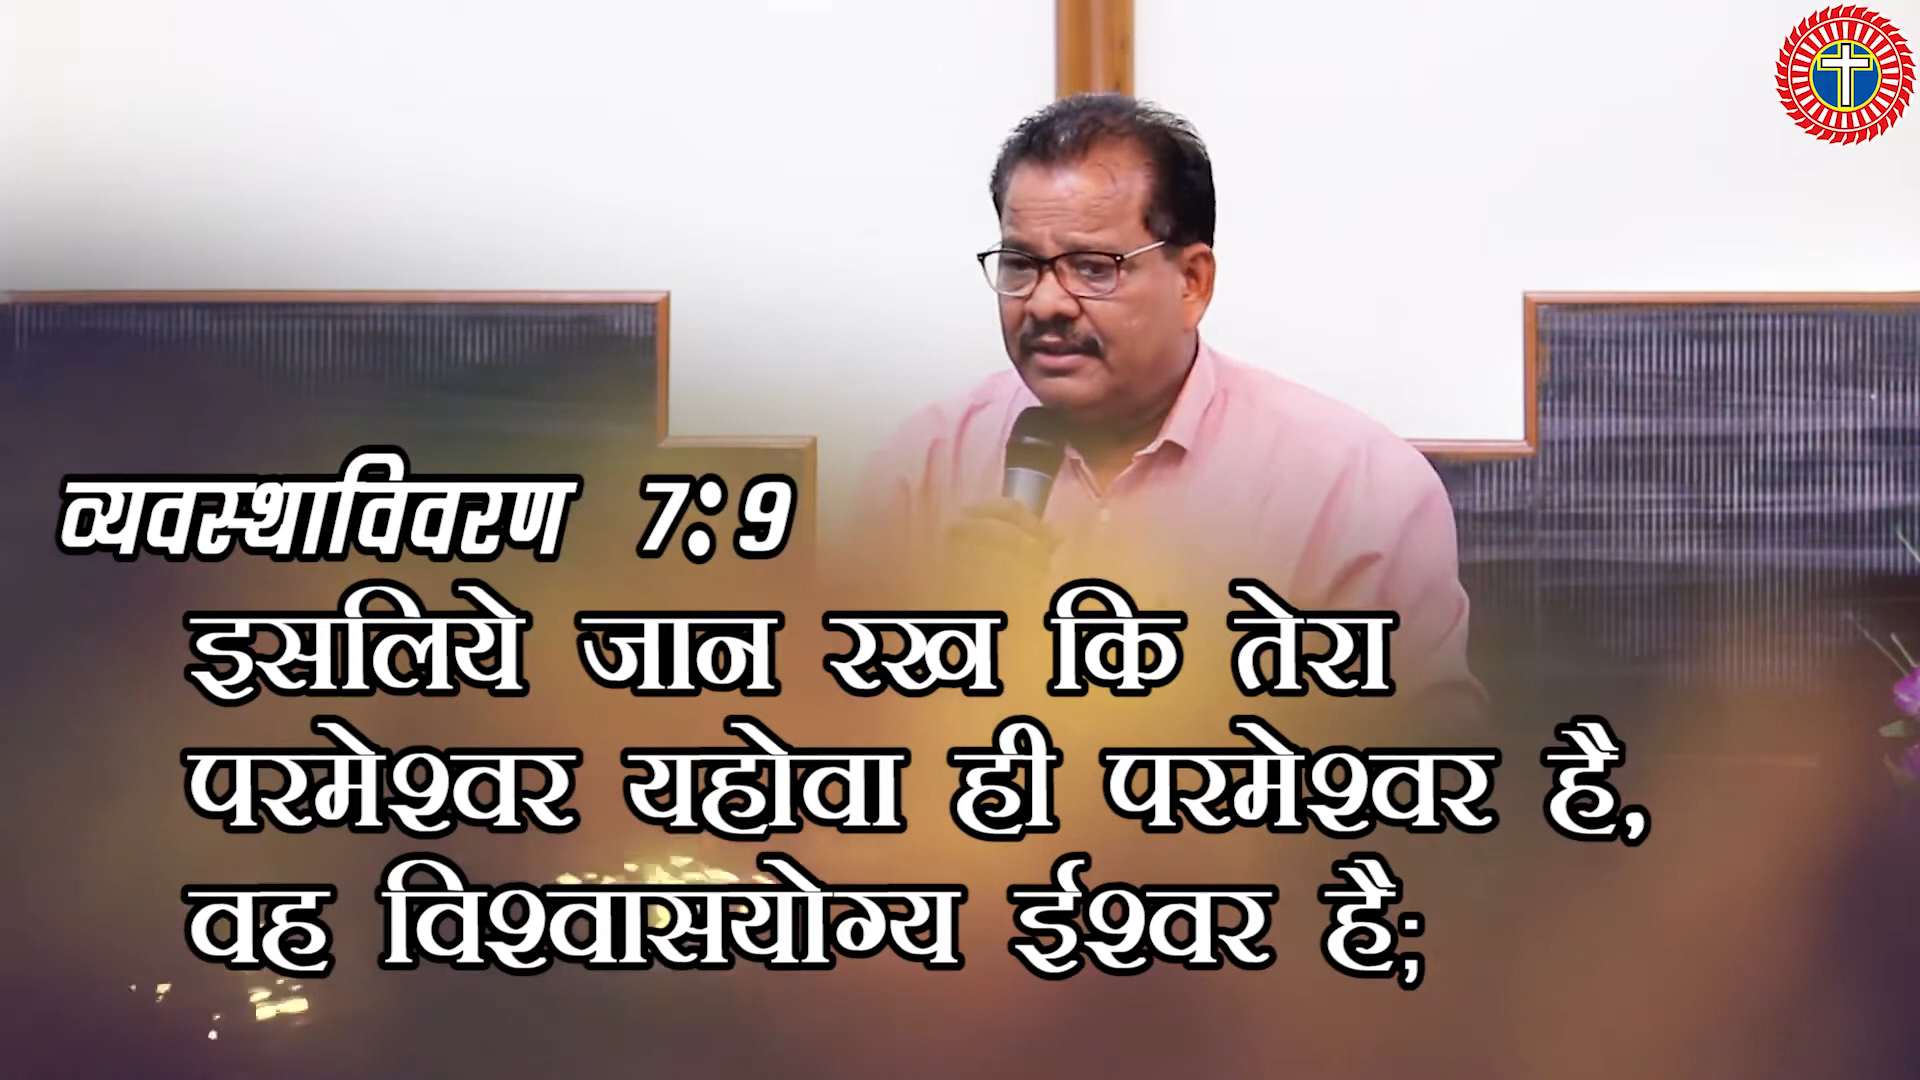 व्यवस्थाविवरण 7:9
इसलिये जान रख कि तेरा
परमेश्वर यहोवा ही परमेश्वर है,
वह विश्वासयोग्य ईश्वर है;